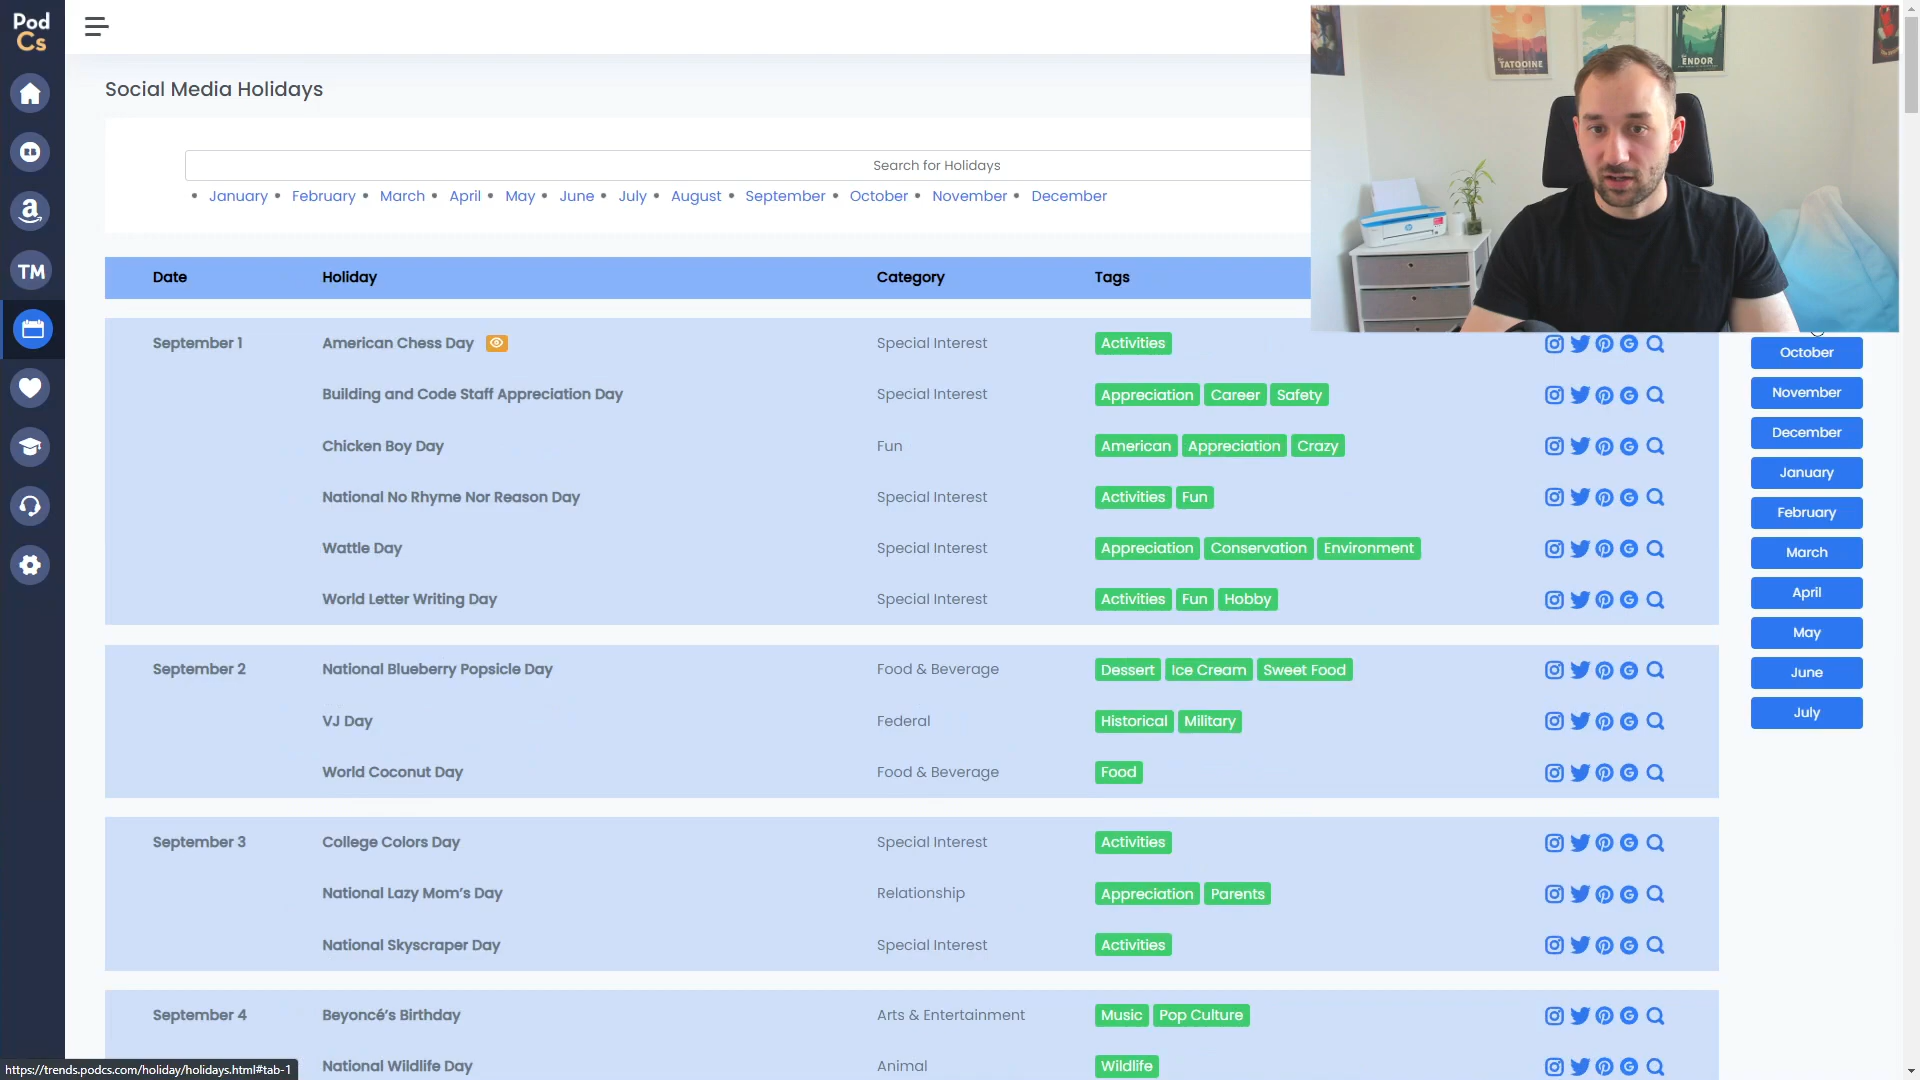 Pod
Cs
TM
Social Media Holidays
Search for Holidays
• January • February • March • April • May • June • July • August • September • October • November • December
Date Holiday Category Tags
September 1 American Chess Day Special Interest Activities
Building and Code Staff Appreciation Day Special Interest Appreciation Career Safety
Chicken Boy Day Fun American Appreciation Crazy
National No Rhyme Nor Reason Day Special Interest Activities Fun
Wattle Day Special Interest Appreciation Conservation Environment
World Letter Writing Day Special Interest Activities Fun Hobby
September 2 National Blueberry Popsicle Day Food & Beverage Dessert Ice Cream Sweet Food
VJ Day Federal Historical Military
World Coconut Day Food & Beverage Food
September 3 College Colors Day Special Interest Activities
National Lazy Mom's Day Relationship Appreciation Parents
National Skyscraper Day Special Interest Activities
September 4 Beyoncé's Birthday Arts & Entertainment Music Pop Culture
National Wildlife Day Animal Wildlife
October
November
December
January
February
March
April
May
June
July
TATOOINE
ENDOR
https://trends.podcs.com/holiday/holidays.html#tab-1